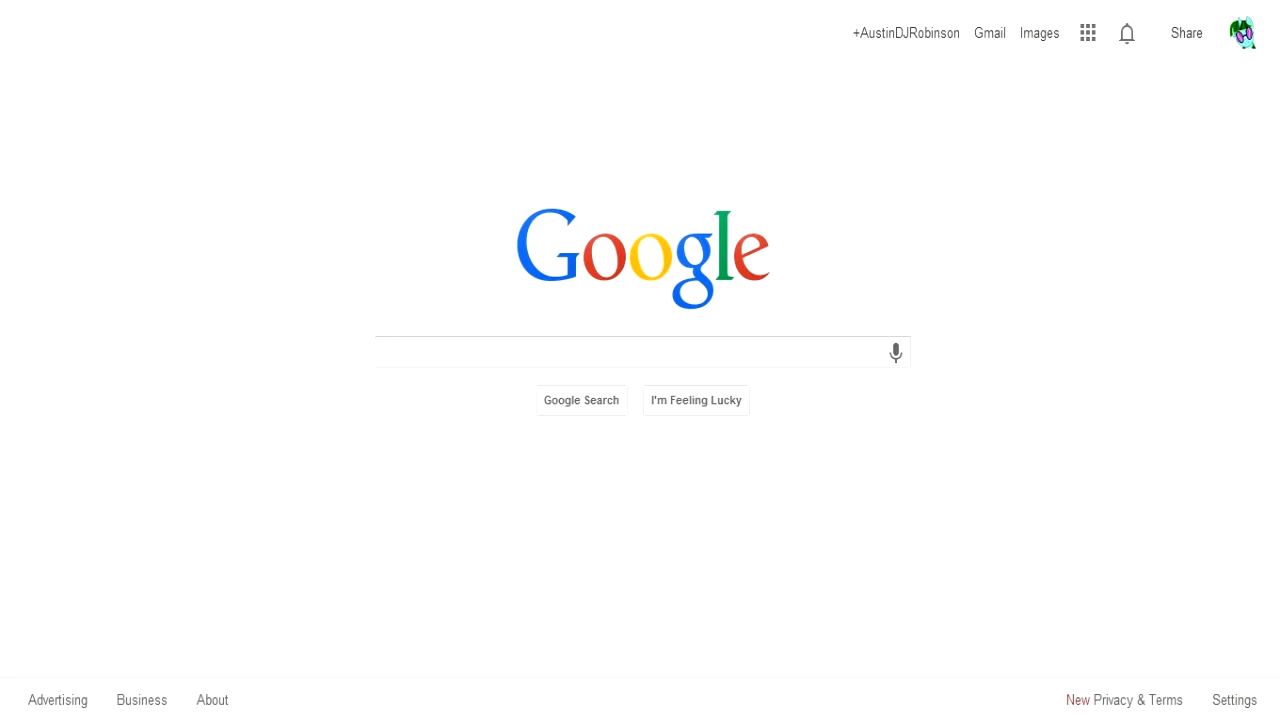 +AustinDJRobinson Gmail Images Share
Google
Google Search I'm Feeling Lucky
Advertising Business About New Privacy & Terms Settings